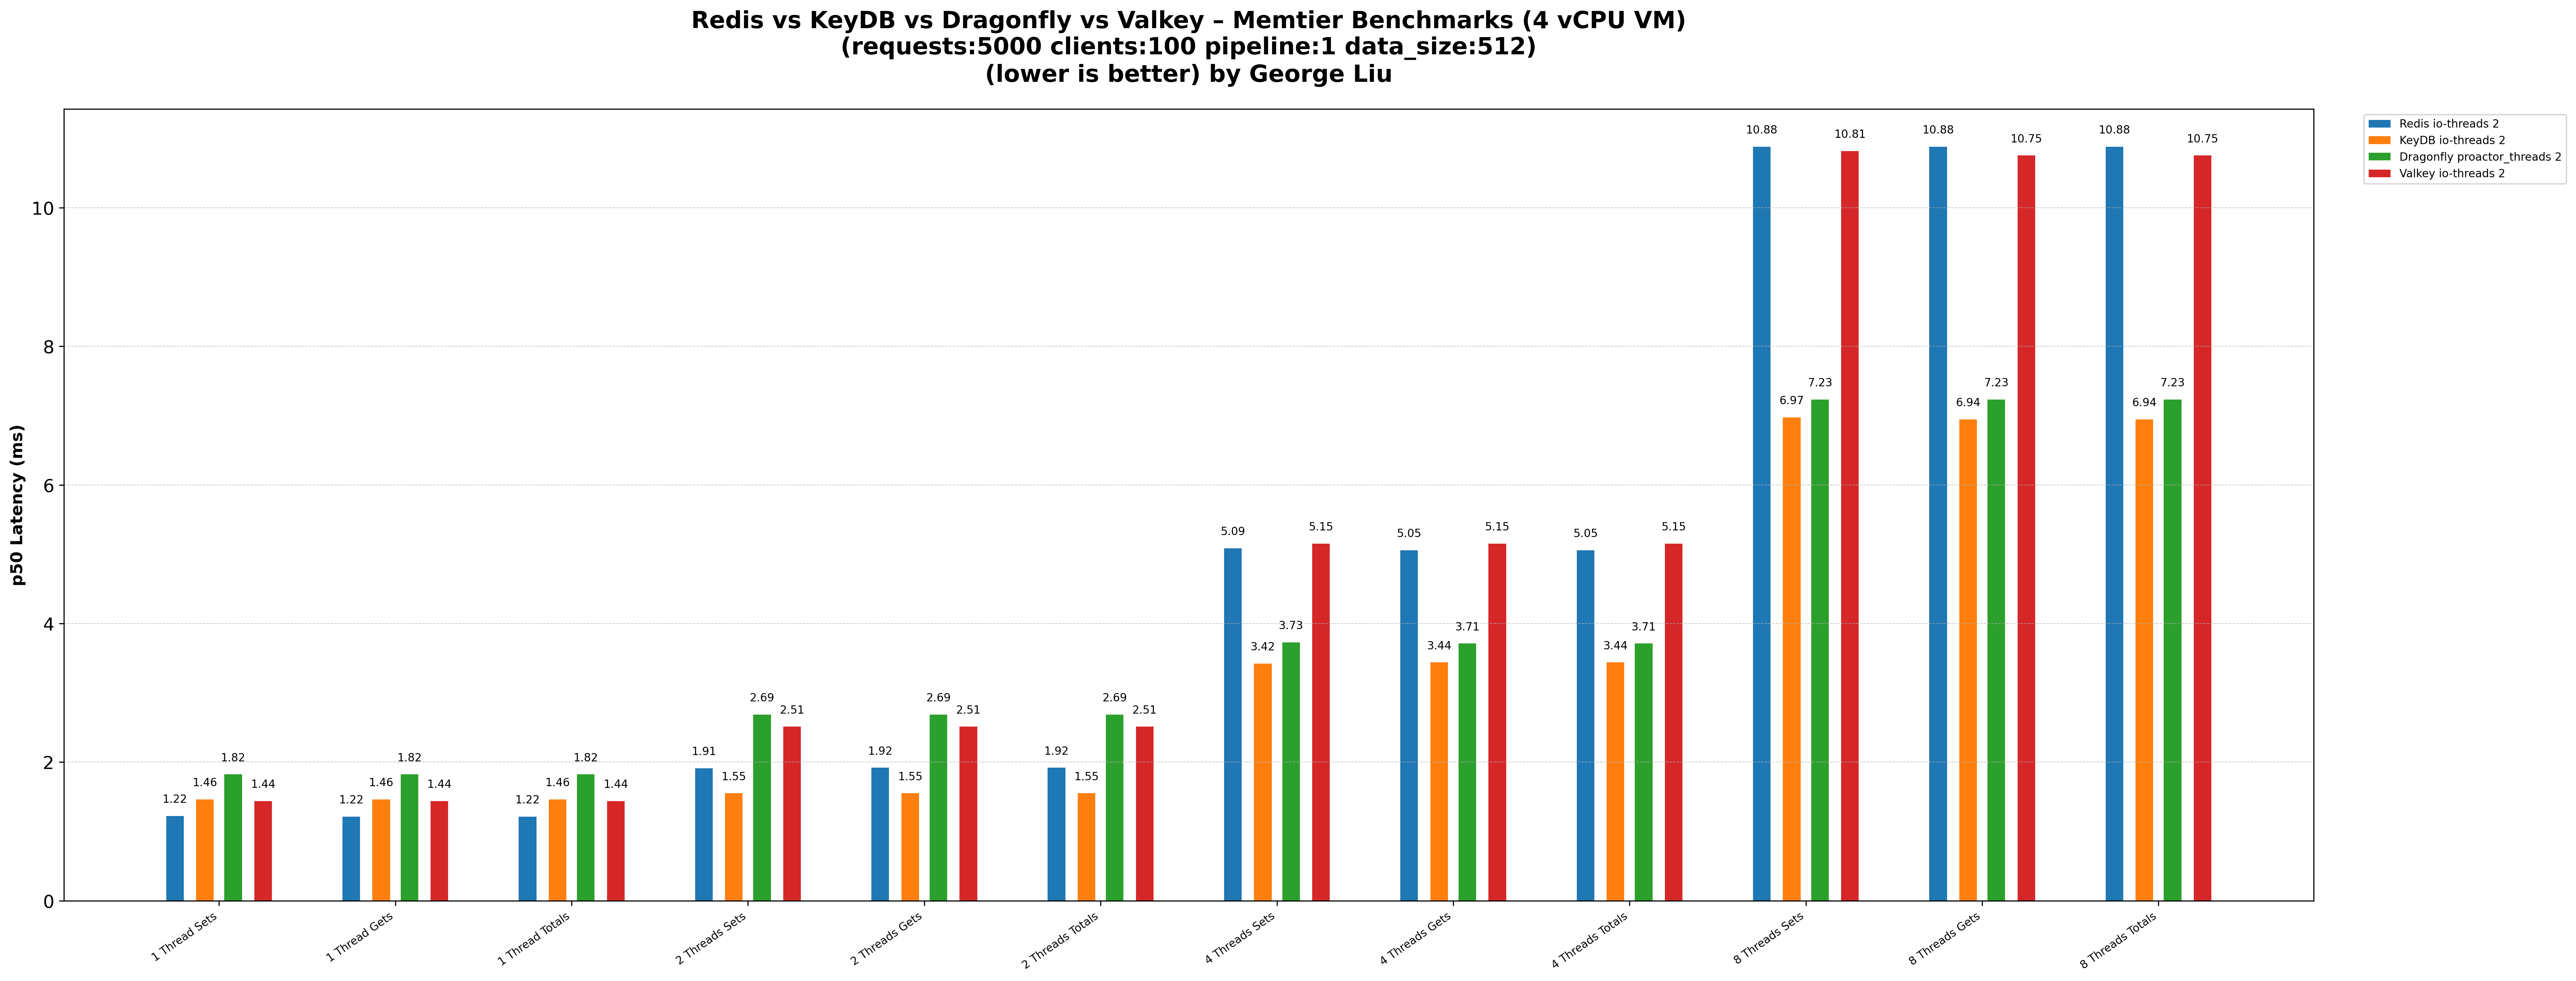 Redis vs KeyDB vs Dragonfly vs Valkey – Memtier Benchmarks (4 vCPU VM)
(requests:5000 clients:100 pipeline:1 data_size:512)
(lower is better) by George Liu
Redis io-threads 2
KeyDB io-threads 2
Dragonfly proactor_threads 2
Valkey io-threads 2
p50 Latency (ms)
10
8
6
4
2
0
1.22 1.46 1.82 1.44
1.22 1.46 1.82 1.44
1.22 1.46 1.82 1.44
1.91 1.55 2.69 2.51
1.92 1.55 2.69 2.51
1.92 1.55 2.69 2.51
5.09 3.42 3.73 5.15
5.05 3.44 3.71 5.15
5.05 3.44 3.71 5.15
10.88 6.97 7.23 10.81
10.88 6.94 7.23 10.75
10.88 6.94 7.23 10.75
1 Thread Sets
1 Thread Gets
1 Thread Totals
2 Threads Sets
2 Threads Gets
2 Threads Totals
4 Threads Sets
4 Threads Gets
4 Threads Totals
8 Threads Sets
8 Threads Gets
8 Threads Totals